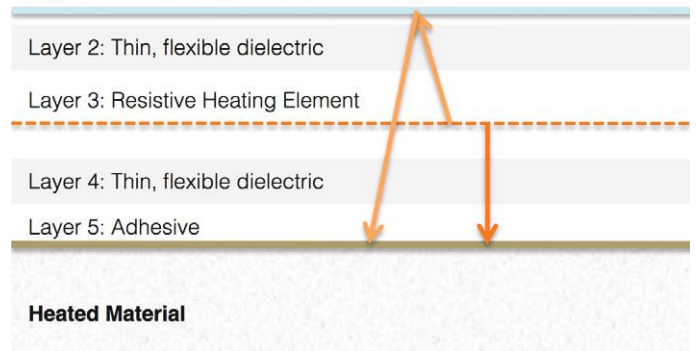 Layer 2: Thin, flexible dielectric
Layer 3: Resistive Heating Element
Layer 4: Thin, flexible dielectric
Layer 5: Adhesive
Heated Material